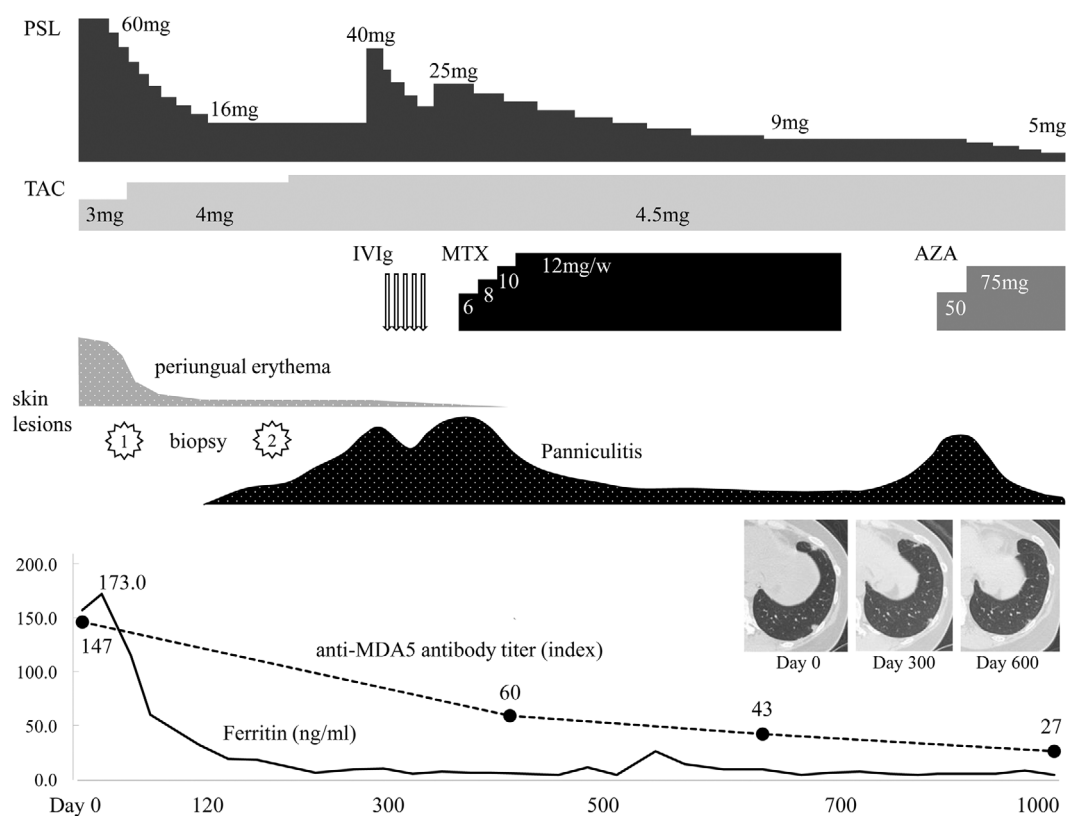 PSL
60mg
16mg
40mg
25mg
9mg
5mg
TAC
3mg
4mg
4.5mg
IVIg
MTX
AZA
6
8
10
12mg/w
50
75mg
periungual erythema
skin
lesions
1
biopsy
2
Panniculitis
200.0
150.0
100.0
50.0
0.0
173.0
147
anti-MDA5 antibody titer (index)
60
43
27
Ferritin (ng/ml)
Day 0
Day 300
Day 600
Day 0
120
300
500
700
1000